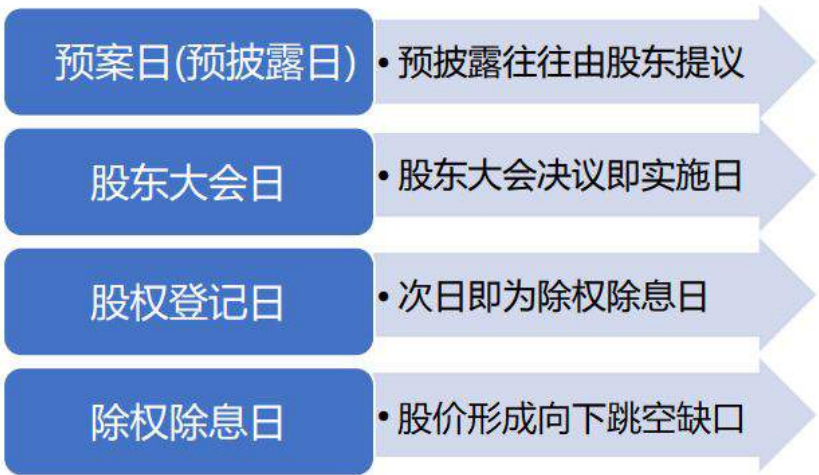 预案日(预披露日)
• 预披露往往由股东提议
股东大会日
• 股东大会决议即实施日
股权登记日
• 次日即为除权除息日
除权除息日
• 股价形成向下跳空缺口